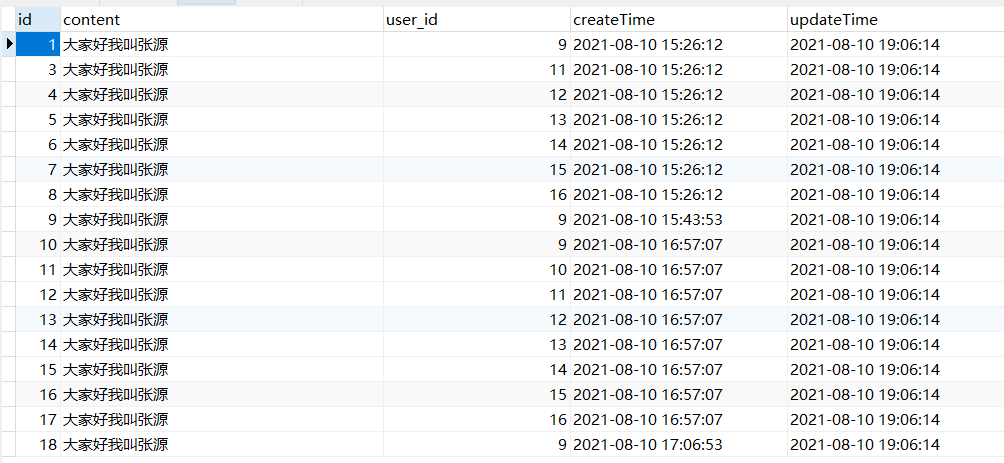 id content user_id createTime updateTime
1 大家好我叫张源 9 2021-08-10 15:26:12 2021-08-10 19:06:14
3 大家好我叫张源 11 2021-08-10 15:26:12 2021-08-10 19:06:14
4 大家好我叫张源 12 2021-08-10 15:26:12 2021-08-10 19:06:14
5 大家好我叫张源 13 2021-08-10 15:26:12 2021-08-10 19:06:14
6 大家好我叫张源 14 2021-08-10 15:26:12 2021-08-10 19:06:14
7 大家好我叫张源 15 2021-08-10 15:26:12 2021-08-10 19:06:14
8 大家好我叫张源 16 2021-08-10 15:26:12 2021-08-10 19:06:14
9 大家好我叫张源 9 2021-08-10 15:43:53 2021-08-10 19:06:14
10 大家好我叫张源 9 2021-08-10 16:57:07 2021-08-10 19:06:14
11 大家好我叫张源 10 2021-08-10 16:57:07 2021-08-10 19:06:14
12 大家好我叫张源 11 2021-08-10 16:57:07 2021-08-10 19:06:14
13 大家好我叫张源 12 2021-08-10 16:57:07 2021-08-10 19:06:14
14 大家好我叫张源 13 2021-08-10 16:57:07 2021-08-10 19:06:14
15 大家好我叫张源 14 2021-08-10 16:57:07 2021-08-10 19:06:14
16 大家好我叫张源 15 2021-08-10 16:57:07 2021-08-10 19:06:14
17 大家好我叫张源 16 2021-08-10 16:57:07 2021-08-10 19:06:14
18 大家好我叫张源 9 2021-08-10 17:06:53 2021-08-10 19:06:14